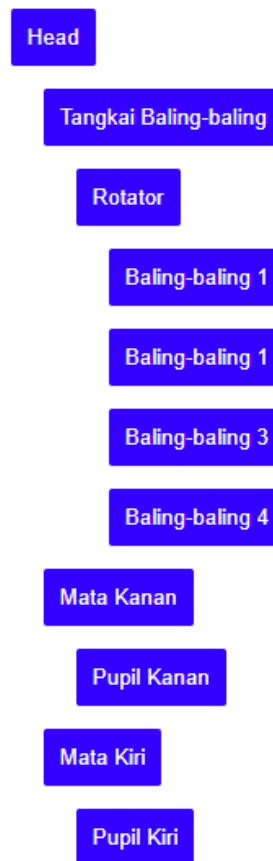 Head
Tangkai Baling-baling
Rotator
Baling-baling 1
Baling-baling 1
Baling-baling 3
Baling-baling 4
Mata Kanan
Pupil Kanan
Mata Kiri
Pupil Kiri